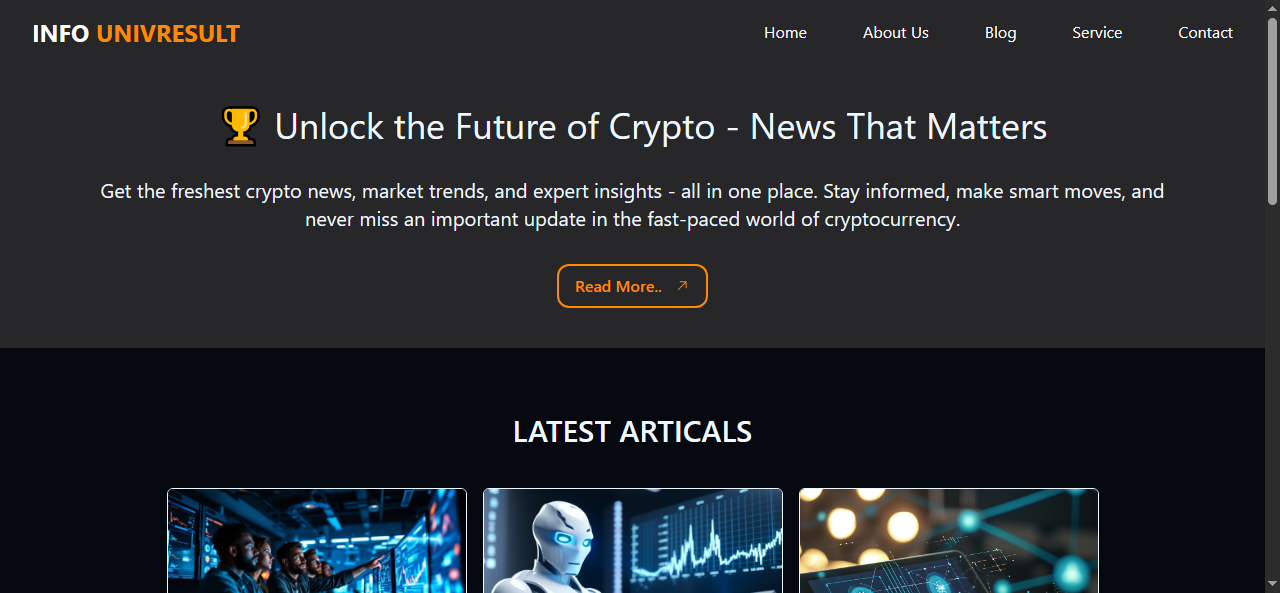 INFO UNIVRESULT
Home
About Us
Blog
Service
Contact
🏆 Unlock the Future of Crypto - News That Matters
Get the freshest crypto news, market trends, and expert insights - all in one place. Stay informed, make smart moves, and
never miss an important update in the fast-paced world of cryptocurrency.
Read More..
LATEST ARTICALS